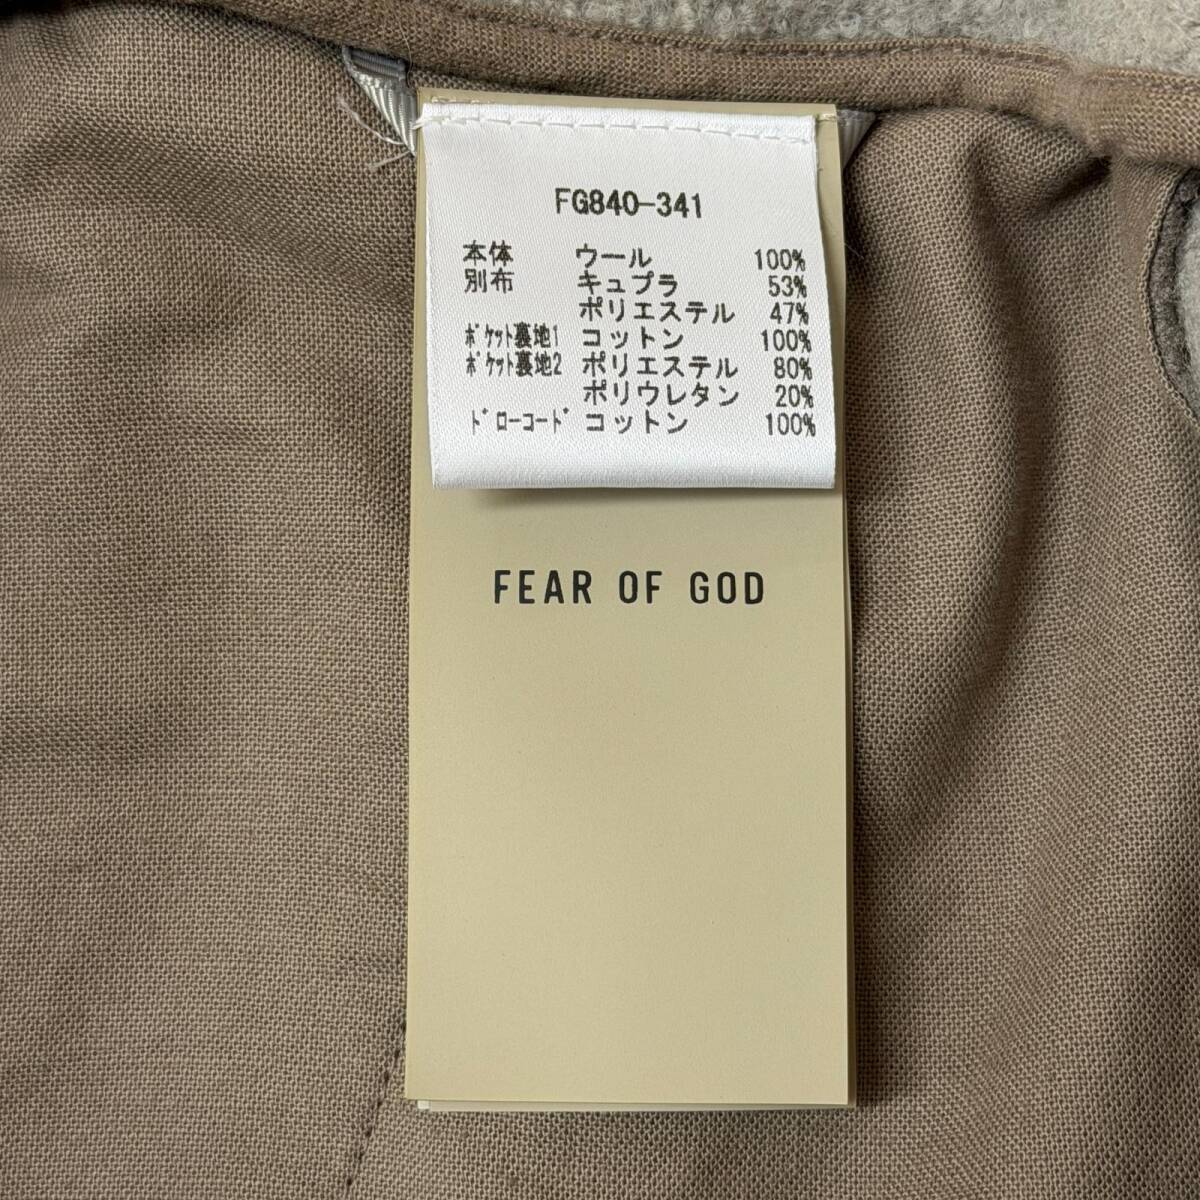 FG840-341
本体 ウール 100%
別布 キュプラ 53%
ポリエステル 47%
ﾎﾟｹｯﾄ裏地1 コットン 100%
ﾎﾟｹｯﾄ裏地2 ポリエステル 80%
ポリウレタン 20%
ﾄﾞﾛｰｺｰﾄﾞ コットン 100%
FEAR OF GOD